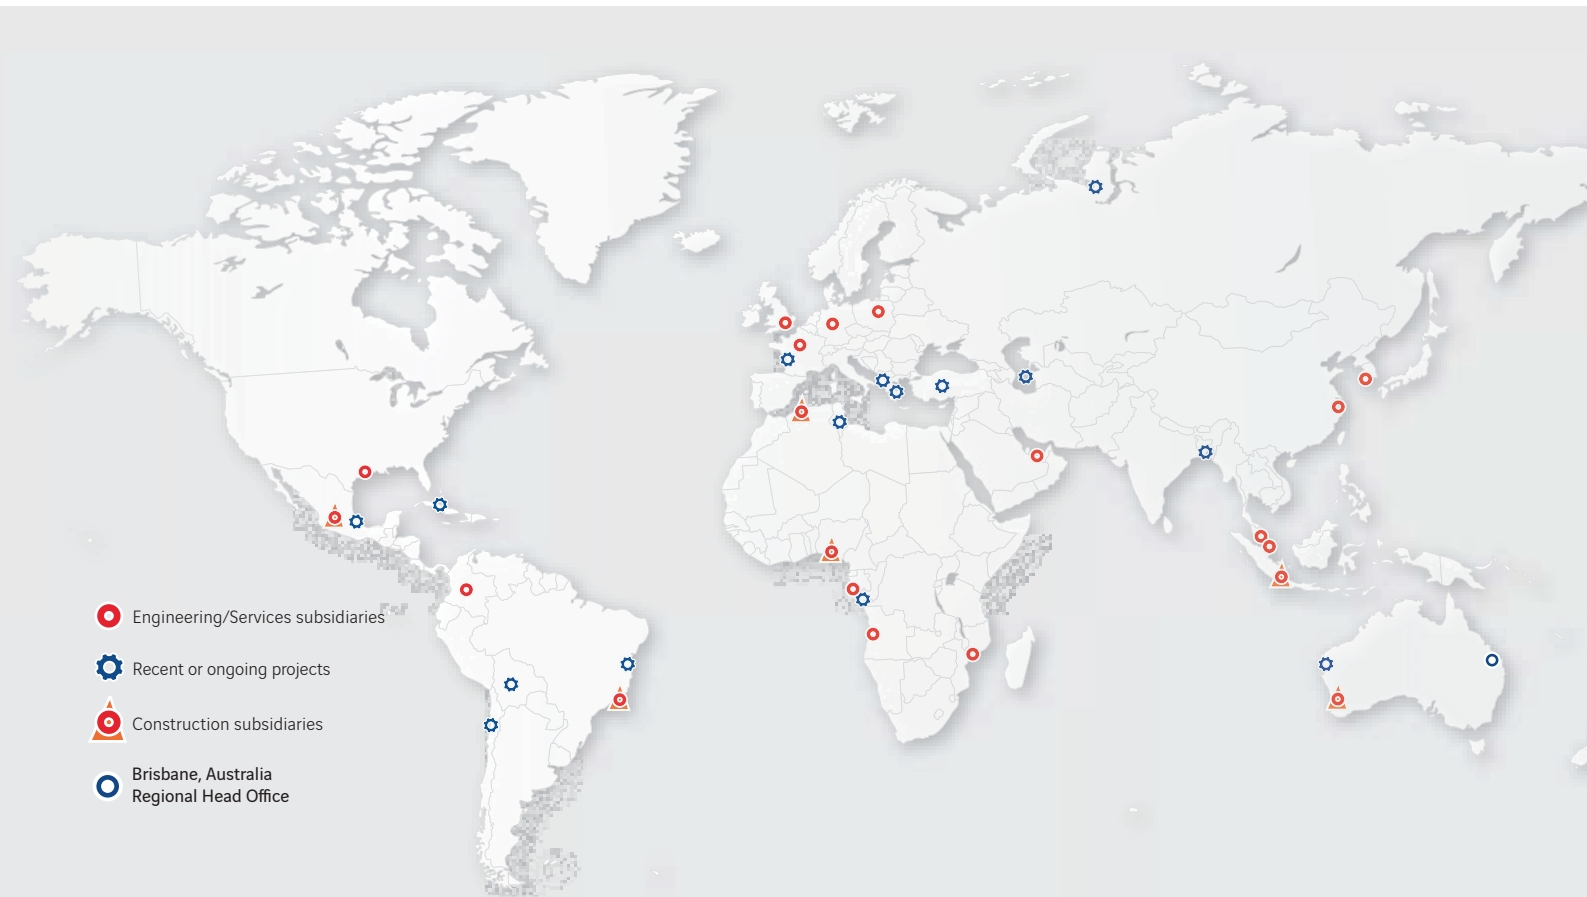 Engineering/Services subsidiaries
Recent or ongoing projects
Construction subsidiaries
Brisbane, Australia
Regional Head Office